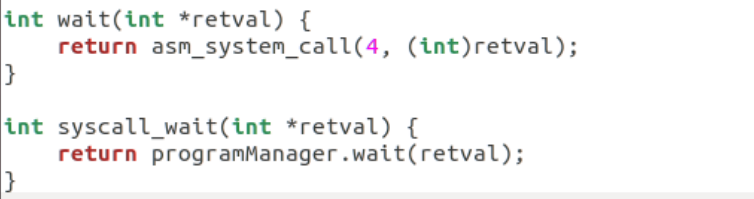 int wait(int *retval) {
    return asm_system_call(4, (int)retval);
}

int syscall_wait(int *retval) {
    return programManager.wait(retval);
}